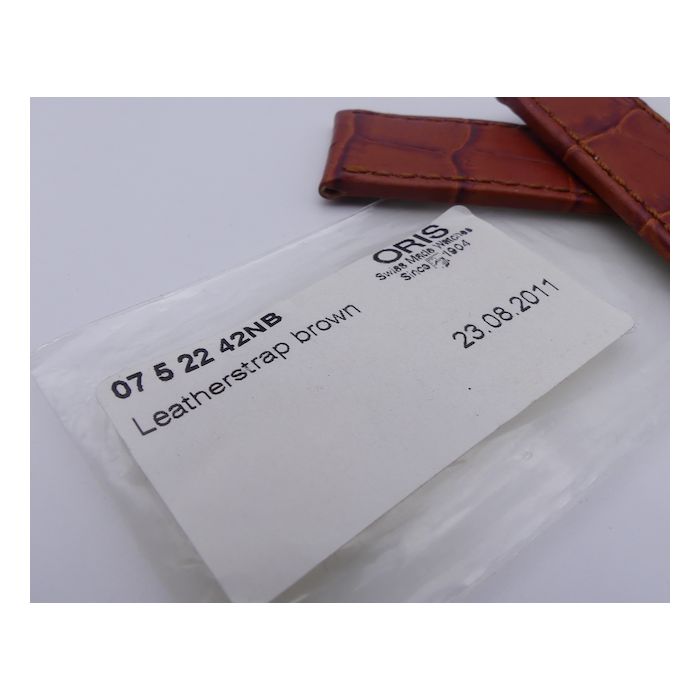 ORIS
Swiss Made Watches
Since 1904
07 5 22 42NB
Leatherstrap brown
23.08.2011